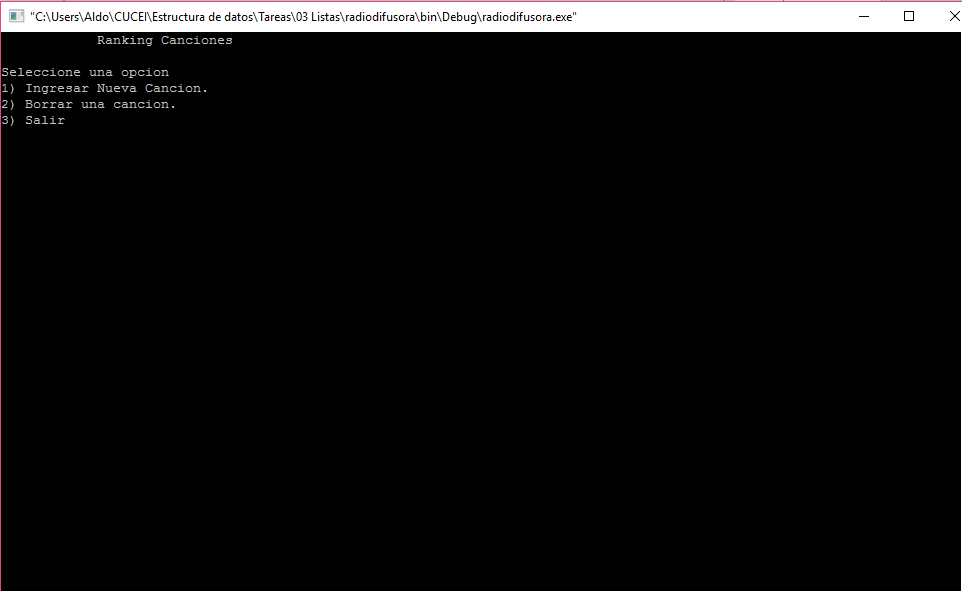 "C:\Users\Aldo\CUCEI\Estructura de datos\Tareas\03 Listas\radiodifusora\bin\Debug\radiodifusora.exe"
Ranking Canciones
Seleccione una opcion
1) Ingresar Nueva Cancion.
2) Borrar una cancion.
3) Salir